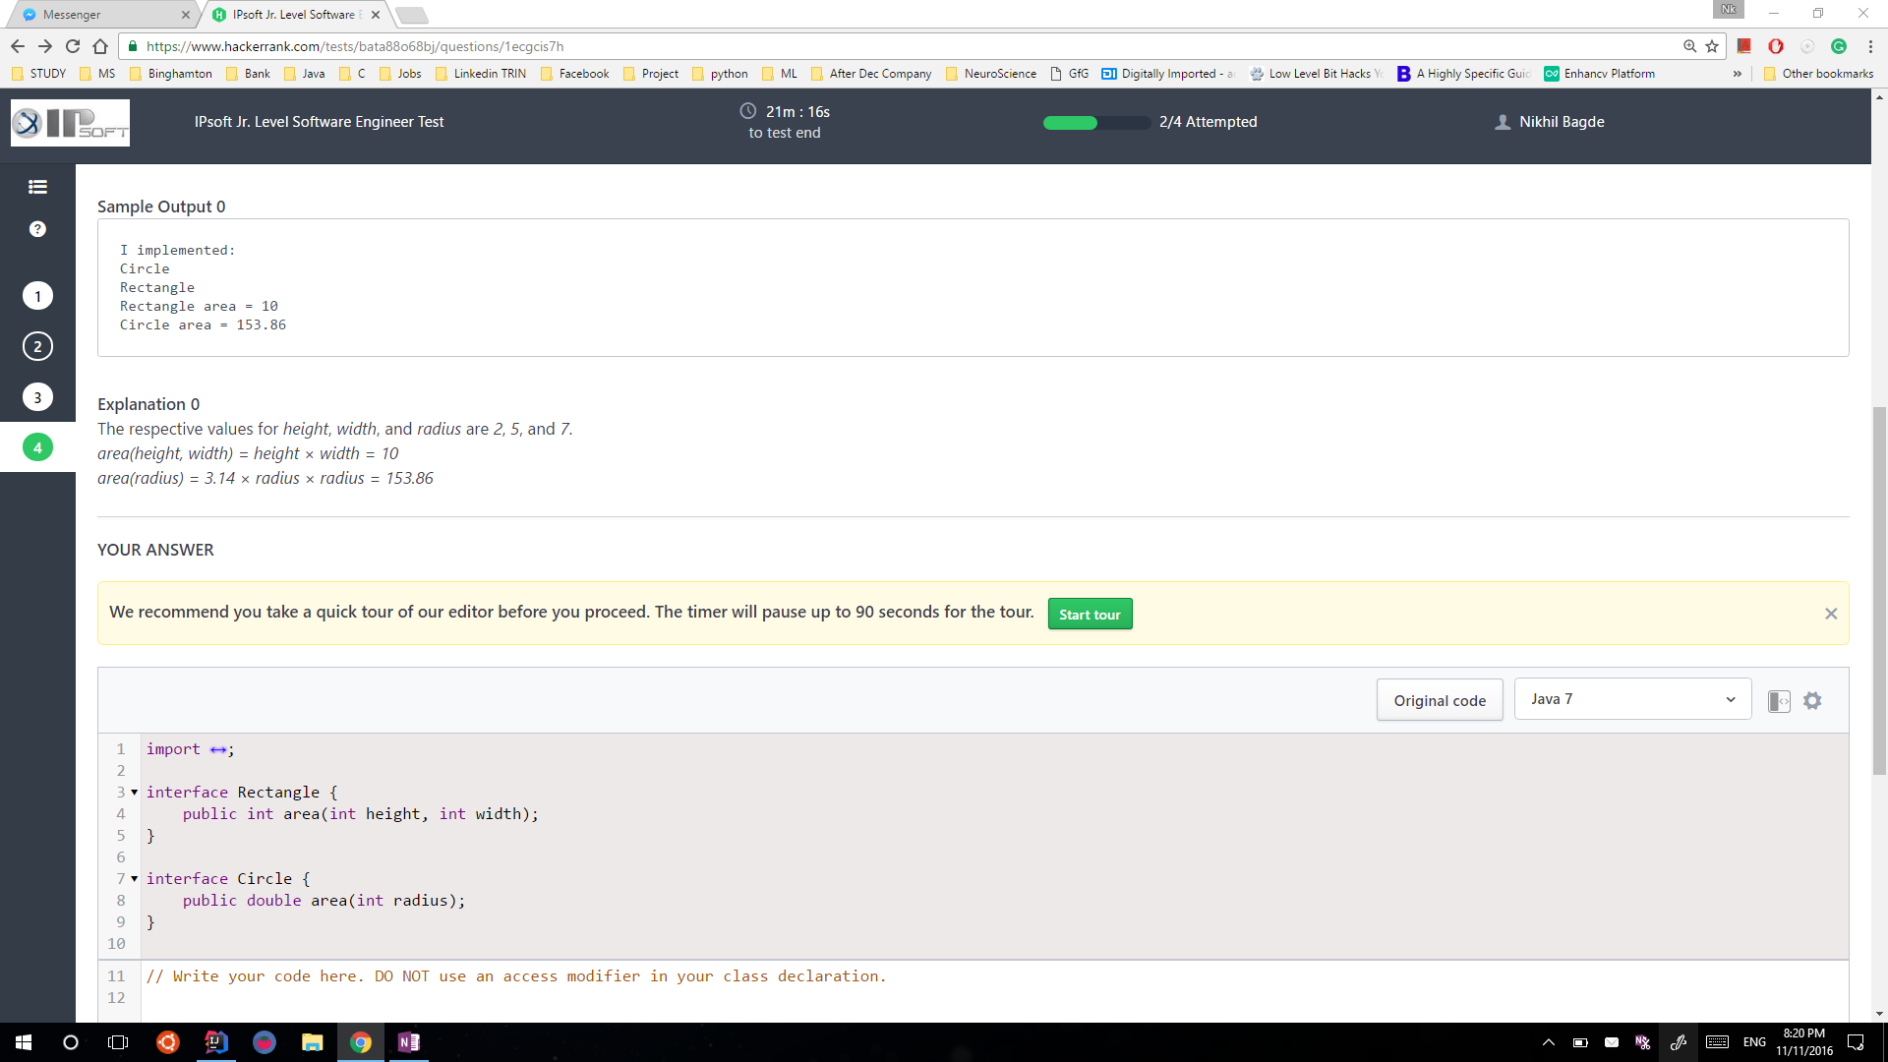 Messenger
IPsoft Jr. Level Software E
Nk
https://www.hackerrank.com/tests/bata88o68bj/questions/1ecgcis7h
STUDY MS Binghamton Bank Java C Jobs Linkedin TRIN Facebook Project python ML After Dec Company NeuroScience GfG Digitally Imported - Low Level Bit Hacks A Highly Specific Guid Enhancv Platform » Other bookmarks
IPSOFT
IPsoft Jr. Level Software Engineer Test
21m : 16s
to test end
2/4 Attempted
Nikhil Bagde
Sample Output 0
I implemented:
Circle
Rectangle
Rectangle area = 10
Circle area = 153.86
?
1
2
3
4
Explanation 0
The respective values for height, width, and radius are 2, 5, and 7.
area(height, width) = height × width = 10
area(radius) = 3.14 × radius × radius = 153.86
YOUR ANSWER
We recommend you take a quick tour of our editor before you proceed. The timer will pause up to 90 seconds for the tour. Start tour
Original code
Java 7
1 import ↔;
2
3 interface Rectangle {
4 public int area(int height, int width);
5 }
6
7 interface Circle {
8 public double area(int radius);
9 }
10
11 // Write your code here. DO NOT use an access modifier in your class declaration.
12
ENG
8:20 PM
11/11/2016